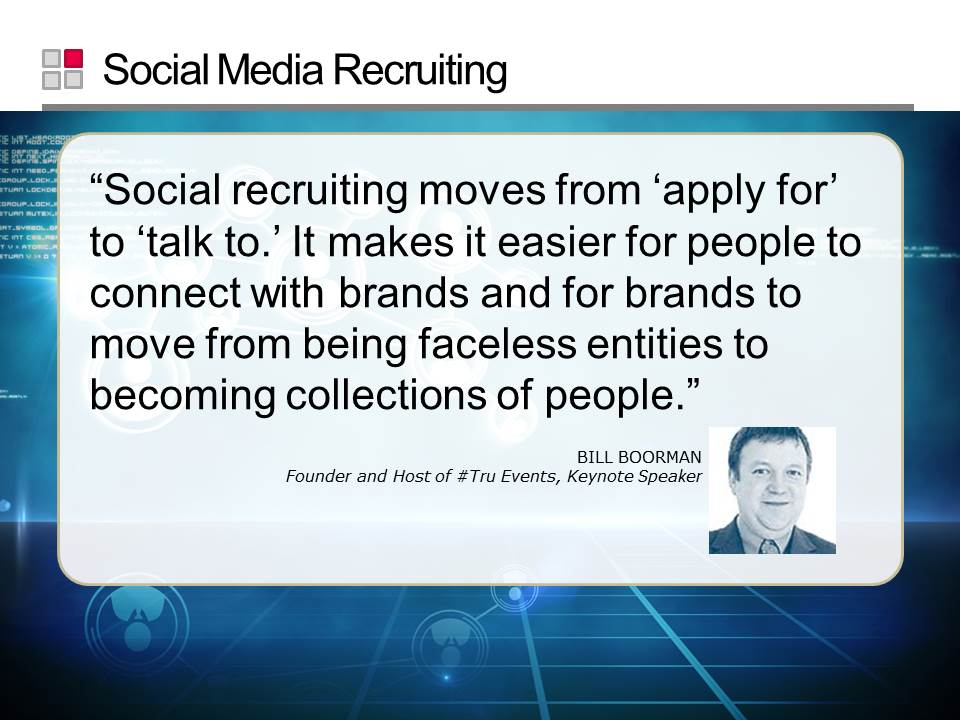 Social Media Recruiting
“Social recruiting moves from ‘apply for’
to ‘talk to.’ It makes it easier for people to
connect with brands and for brands to
move from being faceless entities to
becoming collections of people.”
BILL BOORMAN
Founder and Host of #Tru Events, Keynote Speaker